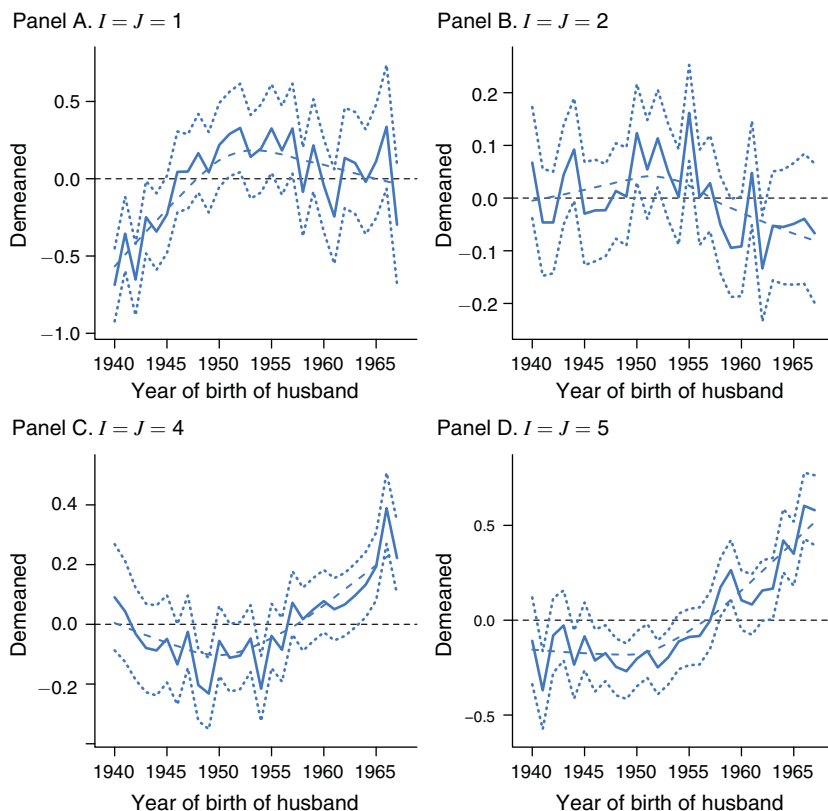 Panel A. I = J = 1
Demeaned
0.5
0.0
−0.5
−1.0
1940 1945 1950 1955 1960 1965
Year of birth of husband
Panel B. I = J = 2
Demeaned
0.2
0.1
0.0
−0.1
−0.2
1940 1945 1950 1955 1960 1965
Year of birth of husband
Panel C. I = J = 4
Demeaned
0.4
0.2
0.0
−0.2
1940 1945 1950 1955 1960 1965
Year of birth of husband
Panel D. I = J = 5
Demeaned
0.5
0.0
−0.5
1940 1945 1950 1955 1960 1965
Year of birth of husband